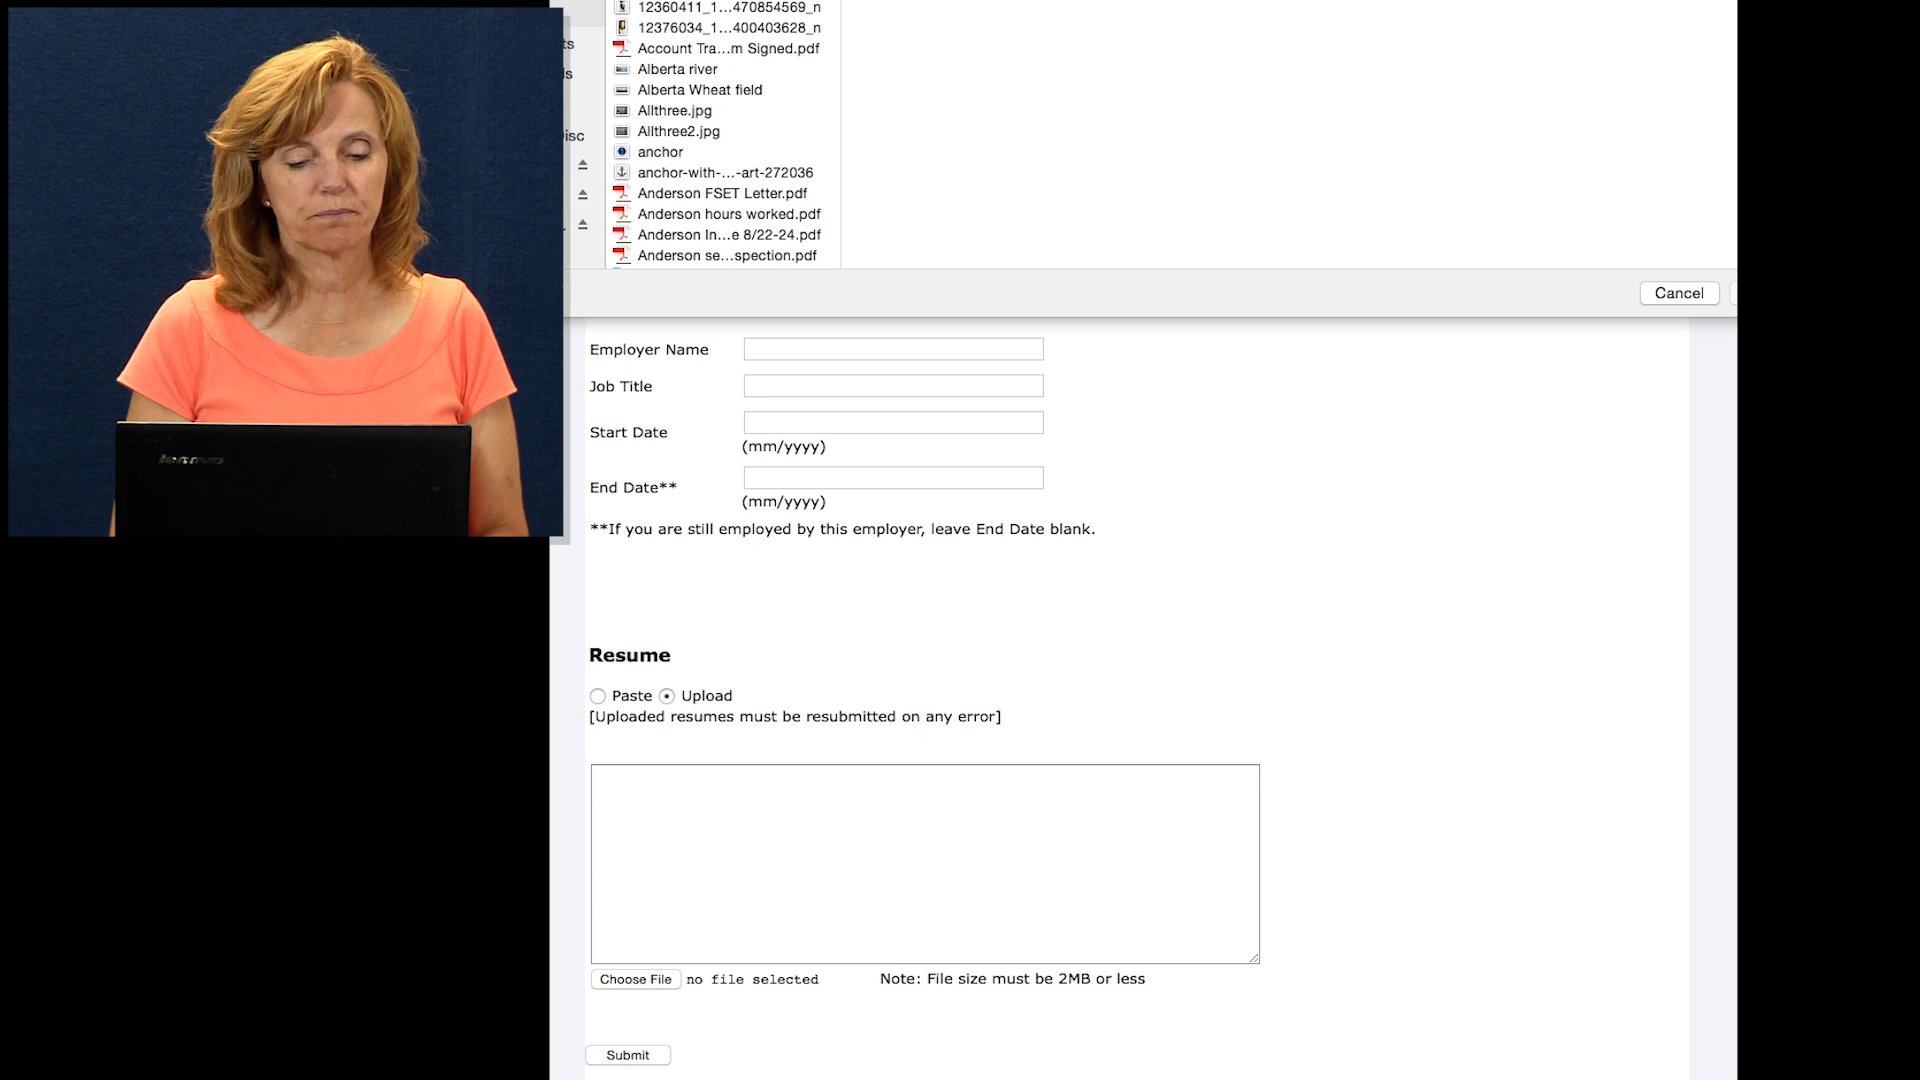 12360411_1...470854569_n
12376034_1...400403628_n
ts
Account Tra...m Signed.pdf
Alberta river
ls
Alberta Wheat field
Allthree.jpg
Allthree2.jpg
Disc
anchor
anchor-with-...-art-272036
Anderson FSET Letter.pdf
Anderson hours worked.pdf
Anderson In...e 8/22-24.pdf
Anderson se...spection.pdf
Cancel
Employer Name
Job Title
Start Date
(mm/yyyy)
End Date**
(mm/yyyy)
**If you are still employed by this employer, leave End Date blank.
lenovo
Resume
Paste Upload
[Uploaded resumes must be resubmitted on any error]
Choose File no file selected Note: File size must be 2MB or less
Submit